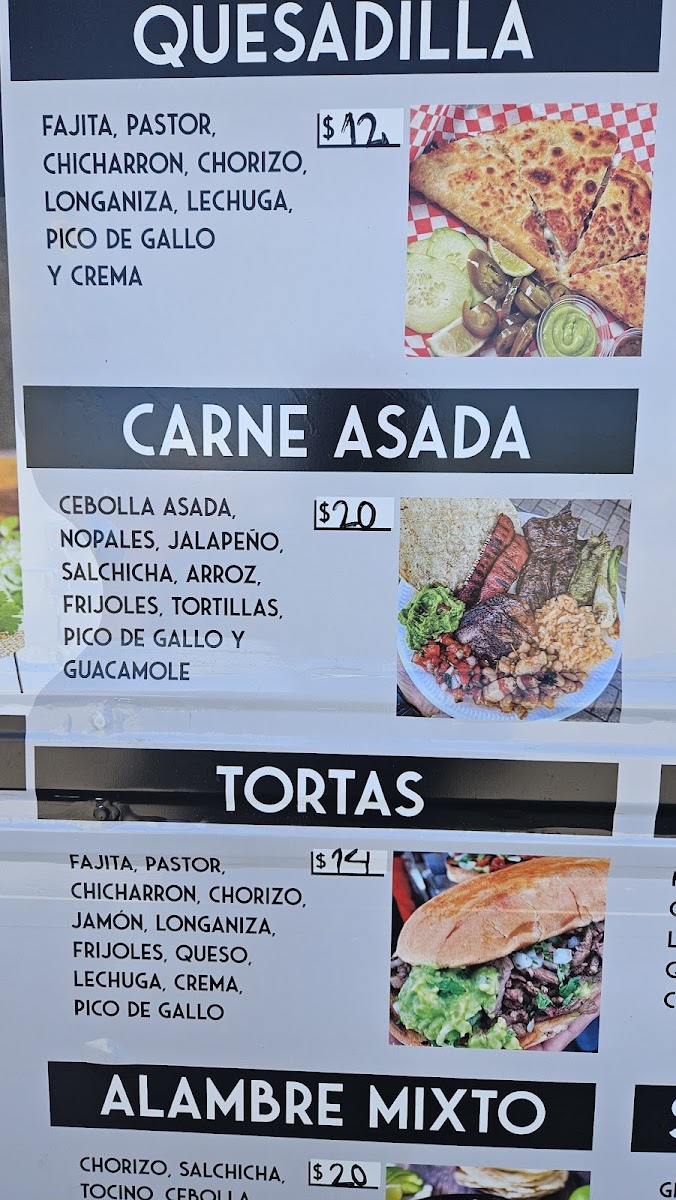 QUESADILLA
FAJITA, PASTOR,
CHICHARRON, CHORIZO,
LONGANIZA, LECHUGA,
PICO DE GALLO
Y CREMA
$12.
CARNE ASADA
CEBOLLA ASADA,
NOPALES, JALAPEÑO,
SALCHICHA, ARROZ,
FRIJOLES, TORTILLAS,
PICO DE GALLO Y
GUACAMOLE
$20
TORTAS
FAJITA, PASTOR,
CHICHARRON, CHORIZO,
JAMÓN, LONGANIZA,
FRIJOLES, QUESO,
LECHUGA, CREMA,
PICO DE GALLO
$14
ALAMBRE MIXTO
CHORIZO, SALCHICHA,
TOCINO, CEBOLLA
$20